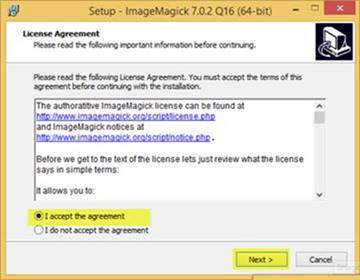 Setup - ImageMagick 7.0.2 Q16 (64-bit)
License Agreement
Please read the following important information before continuing.
Please read the following License Agreement. You must accept the terms of this
agreement before continuing with the installation.
The authoritative ImageMagick license can be found at
http://www.imagemagick.org/script/license.php
and ImageMagick notices at
http://www.imagemagick.org/script/notice.php.
Before we get to the text of the license lets just review what the license
says in simple terms:
It allows you to:
I accept the agreement
I do not accept the agreement
Next >
Cancel